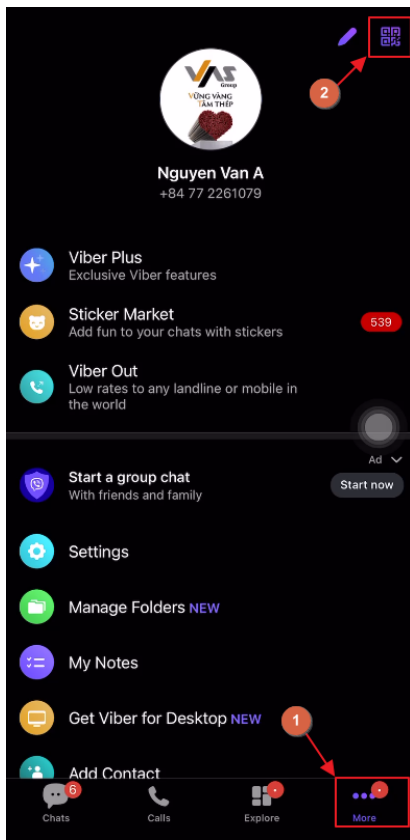 2
VAS
Group
VỮNG VÀNG
TÂM THÉP
Nguyen Van A
+84 77 2261079
Viber Plus
Exclusive Viber features
Sticker Market
Add fun to your chats with stickers
539
Viber Out
Low rates to any landline or mobile in
the world
Ad
Start a group chat
With friends and family
Start now
Settings
Manage Folders NEW
My Notes
Get Viber for Desktop NEW
1
Add Contact
6
Chats
Calls
Explore
More